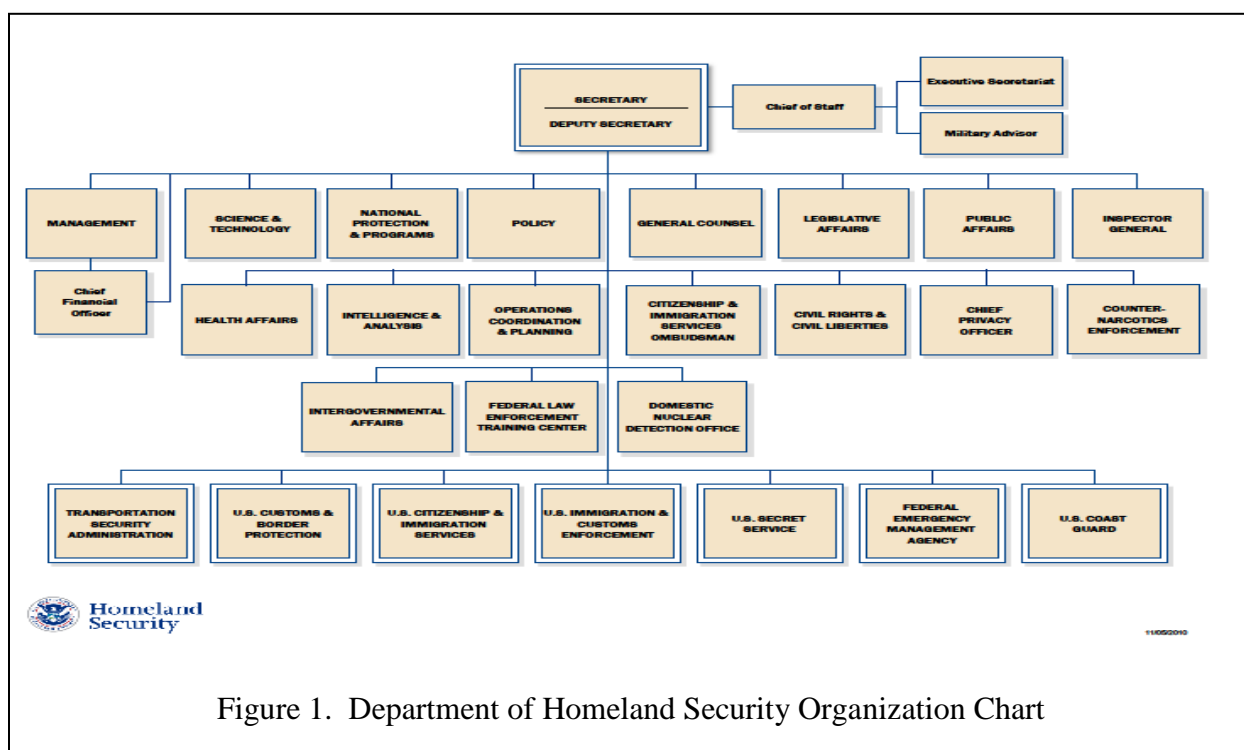 SECRETARY
DEPUTY SECRETARY
Chief of Staff
Executive Secretariat
Military Advisor
MANAGEMENT
SCIENCE &
TECHNOLOGY
NATIONAL
PROTECTION
& PROGRAMS
POLICY
GENERAL COUNSEL
LEGISLATIVE
AFFAIRS
PUBLIC
AFFAIRS
INSPECTOR
GENERAL
Chief
Financial
Officer
HEALTH AFFAIRS
INTELLIGENCE &
ANALYSIS
OPERATIONS
COORDINATION
& PLANNING
CITIZENSHIP &
IMMIGRATION
SERVICES
OMBUDSMAN
CIVIL RIGHTS &
CIVIL LIBERTIES
CHIEF
PRIVACY
OFFICER
COUNTER-
NARCOTICS
ENFORCEMENT
INTERGOVERNMENTAL
AFFAIRS
FEDERAL LAW
ENFORCEMENT
TRAINING CENTER
DOMESTIC
NUCLEAR
DETECTION OFFICE
TRANSPORTATION
SECURITY
ADMINISTRATION
U.S. CUSTOMS &
BORDER
PROTECTION
U.S. CITIZENSHIP &
IMMIGRATION
SERVICES
U.S. IMMIGRATION &
CUSTOMS
ENFORCEMENT
U.S. SECRET
SERVICE
FEDERAL
EMERGENCY
MANAGEMENT
AGENCY
U.S. COAST
GUARD
Homeland
Security
11/05/2010
Figure 1. Department of Homeland Security Organization Chart